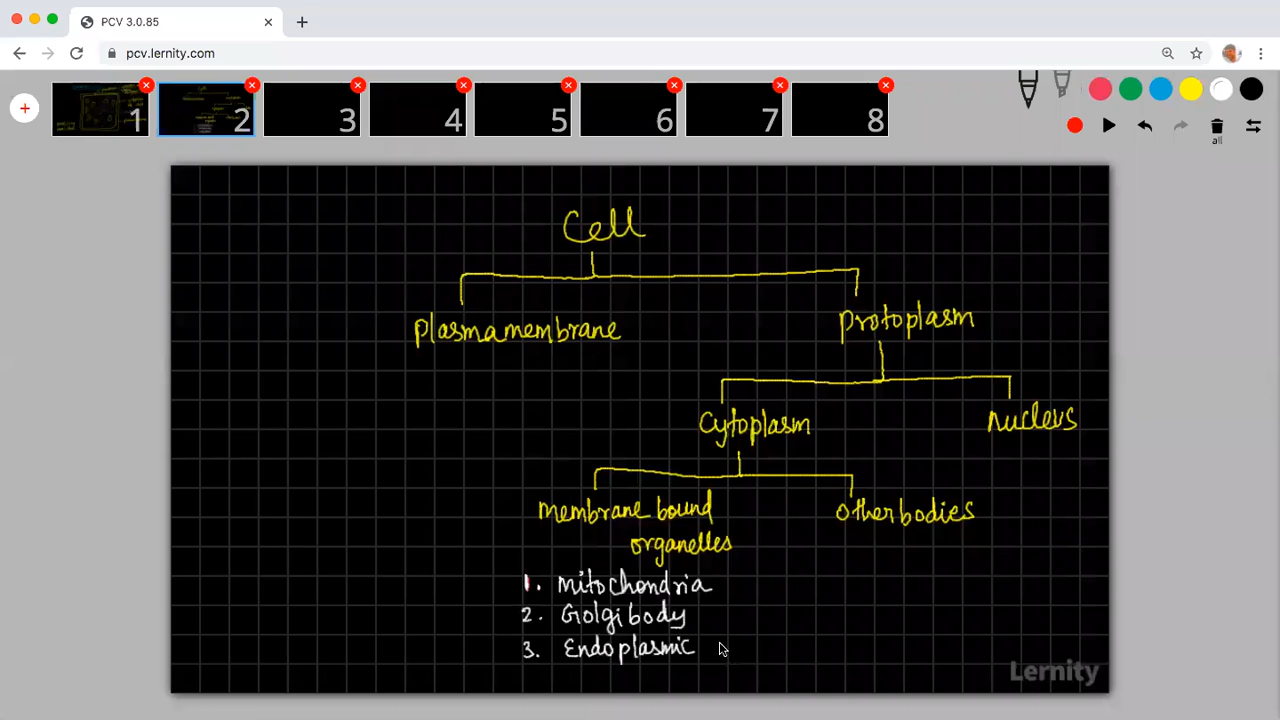 PCV 3.0.85
pcv.lernity.com
1 2 3 4 5 6 7 8
all
Cell
Plasmamembrane
Protoplasm
Cytoplasm
Nucleus
Membrane bound
organelles
Otherbodies
1. Mitochondria
2. Golgibody
3. Endoplasmic
Lernity